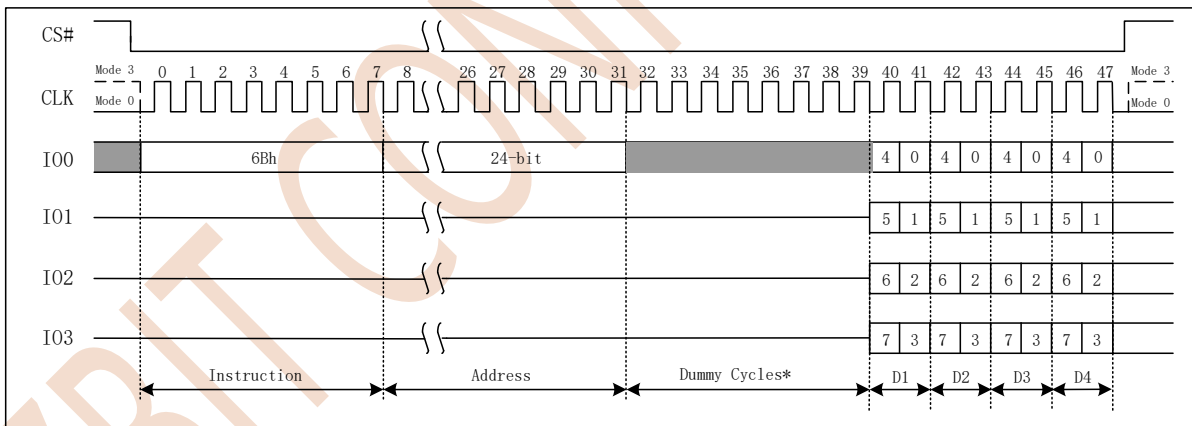 CS#
Mode 3 0 1 2 3 4 5 6 7 8 26 27 28 29 30 31 32 33 34 35 36 37 38 39 40 41 42 43 44 45 46 47 Mode 3
CLK
Mode 0 Mode 0
IO0 6Bh 24-bit 4 0 4 0 4 0 4 0
IO1 5 1 5 1 5 1 5 1
IO2 6 2 6 2 6 2 6 2
IO3 7 3 7 3 7 3 7 3
Instruction Address Dummy Cycles* D1 D2 D3 D4